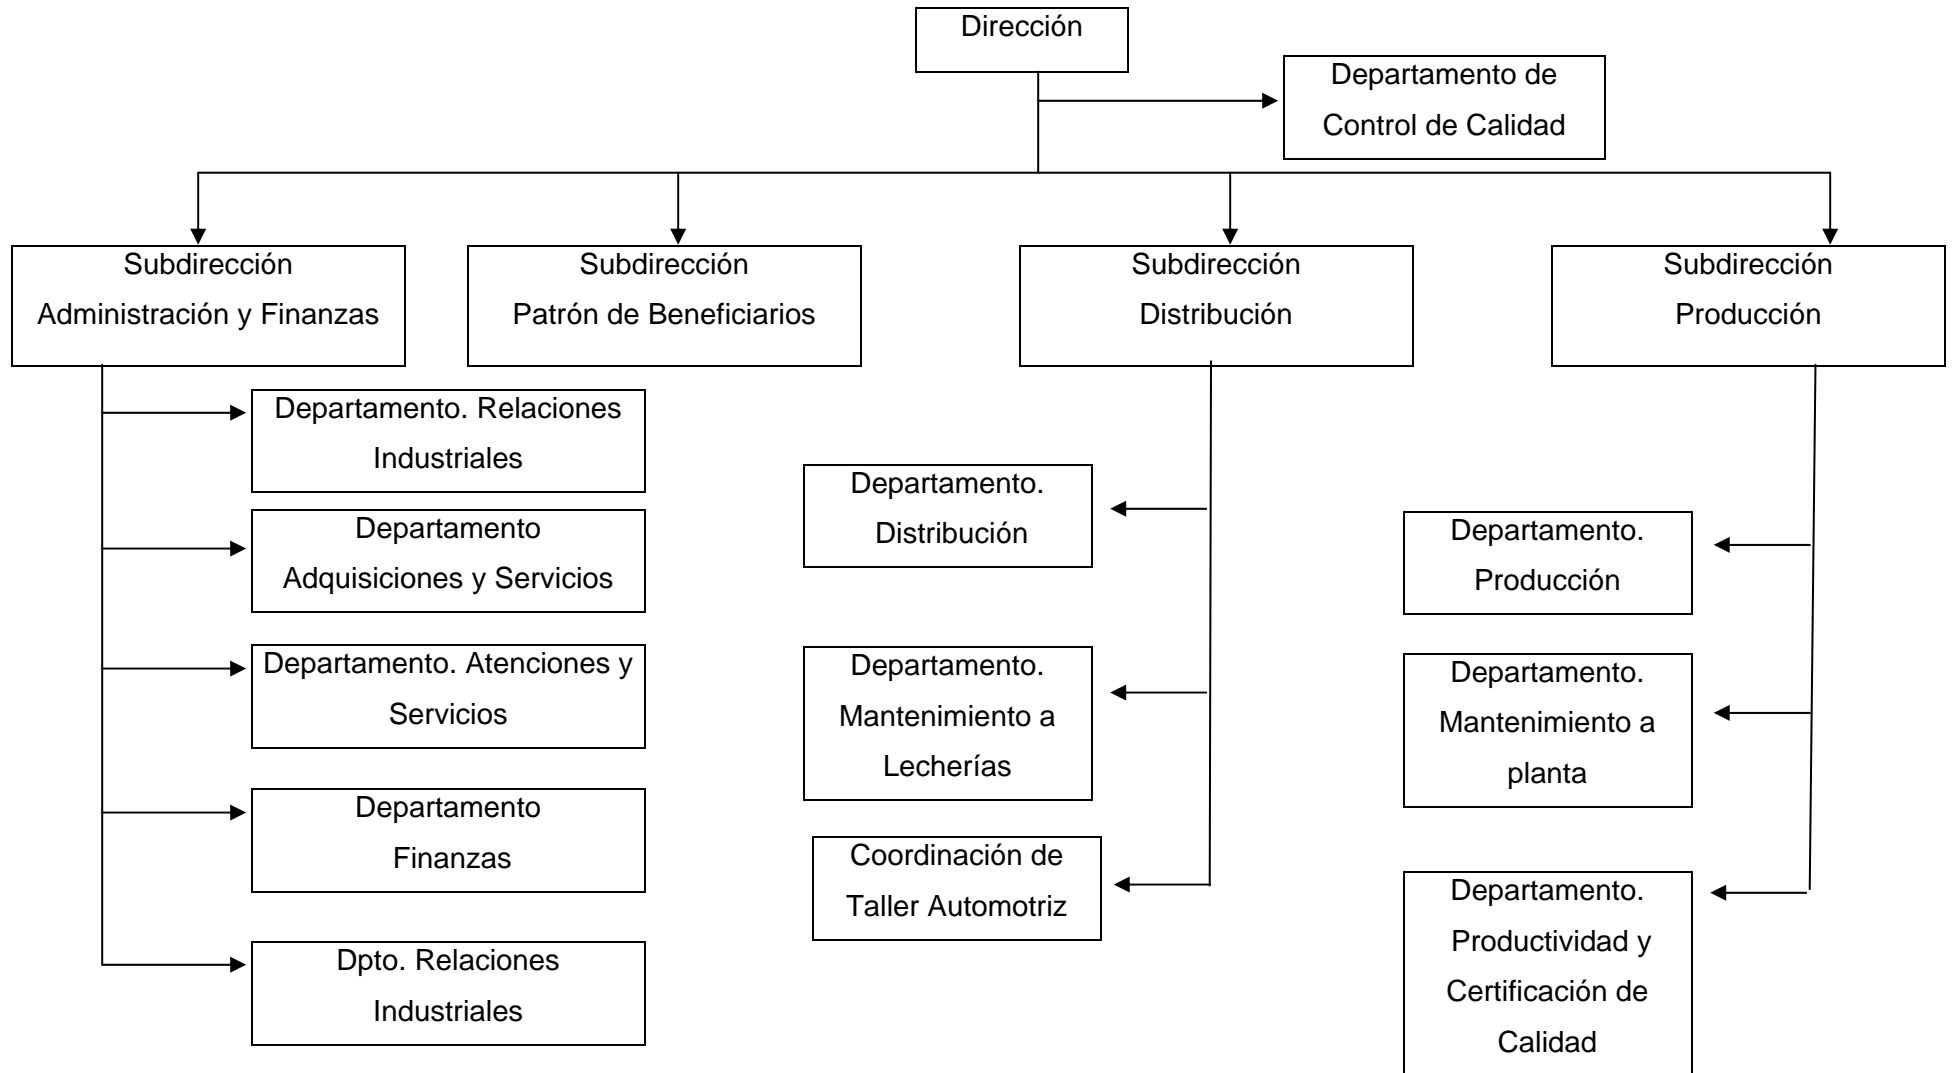 Dirección
Departamento de
Control de Calidad
Subdirección
Administración y Finanzas
Subdirección
Patrón de Beneficiarios
Subdirección
Distribución
Subdirección
Producción
Departamento. Relaciones
Industriales
Departamento
Adquisiciones y Servicios
Departamento. Atenciones y
Servicios
Departamento
Finanzas
Dpto. Relaciones
Industriales
Departamento.
Distribución
Departamento.
Mantenimiento a
Lecherías
Coordinación de
Taller Automotriz
Departamento.
Producción
Departamento.
Mantenimiento a
planta
Departamento.
Productividad y
Certificación de
Calidad